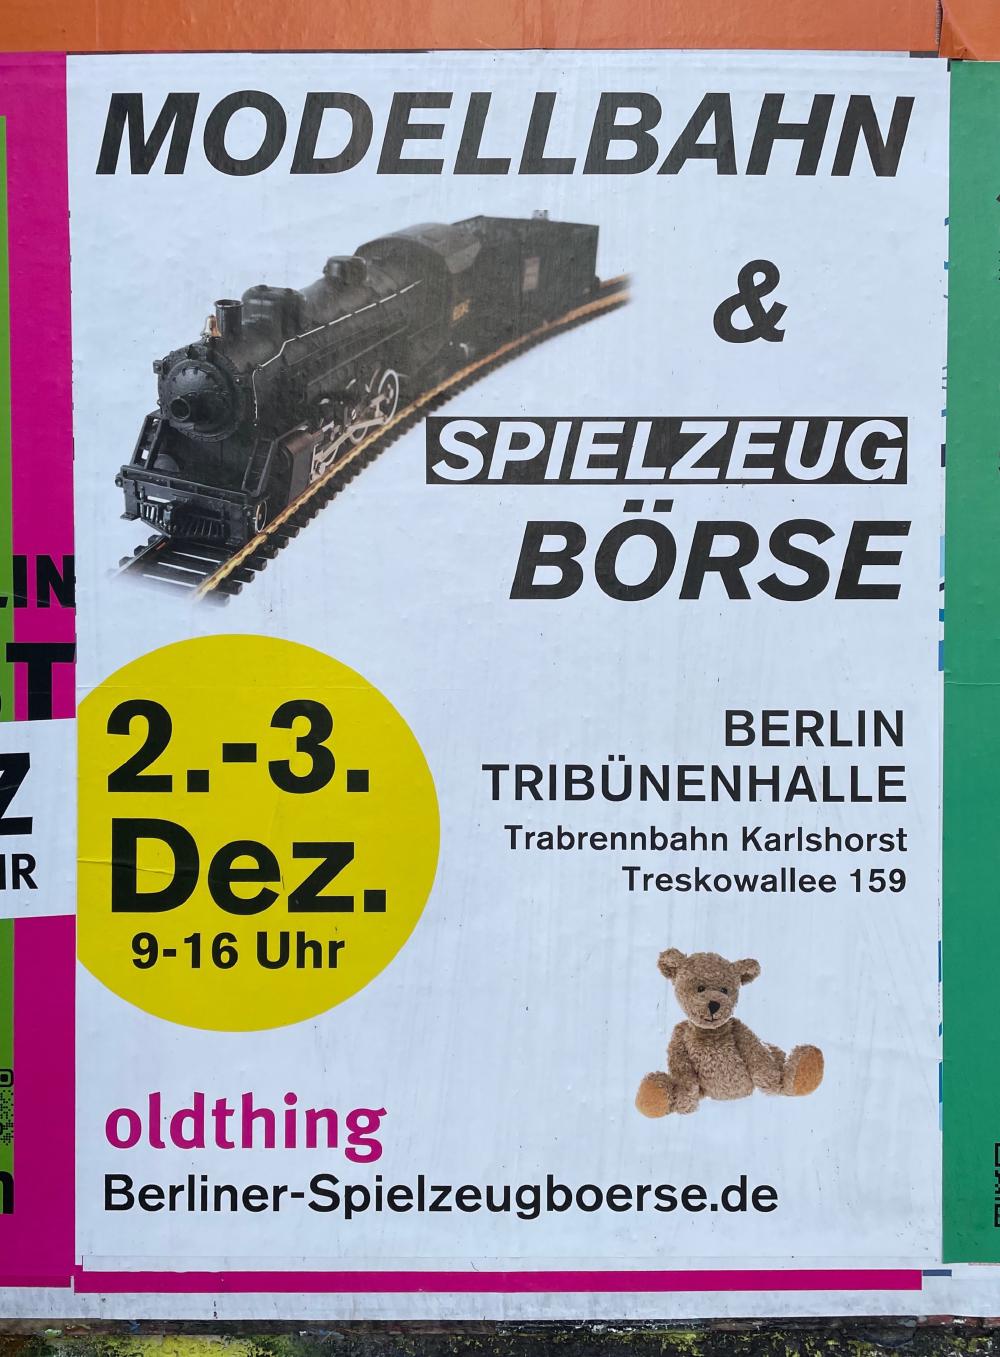 MODELLBAHN
&
SPIELZEUG
BÖRSE
2.-3.
Dez.
9-16 Uhr
BERLIN
TRIBÜNENHALLE
Trabrennbahn Karlshorst
Treskowallee 159
oldthing
Berliner-Spielzeugboerse.de